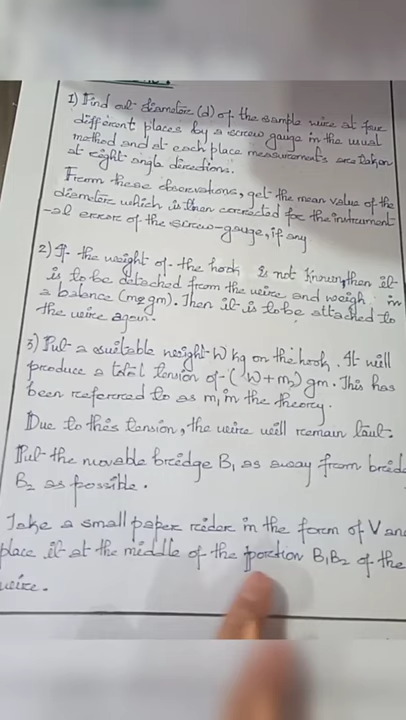 1) Find out diameter (d) of the sample wire at four
different places by a screw gauge in the usual
method and at each place measurements are taken
at eight angle directions.
From these observations, get the mean value of the
diameter which is then corrected for the instrument
-al error of the screw-gauge, if any
2) If the weight of the hook is not known, then it
is to be detached from the wire and weigh in
a balance (m₂ gm). Then it is to be attached to
the wire again.
3) Put a suitable weight W kg on the hook. It will
produce a total tension of (W+m₂) gm. This has
been referred to as m, in the theory.
Due to this tension, the wire will remain taut.
Put the movable bridge B₁ as away from brid
B₂ as possible.
Take a small paper rider in the form of V an
place it at the middle of the portion B₁B₂ of the
wire.